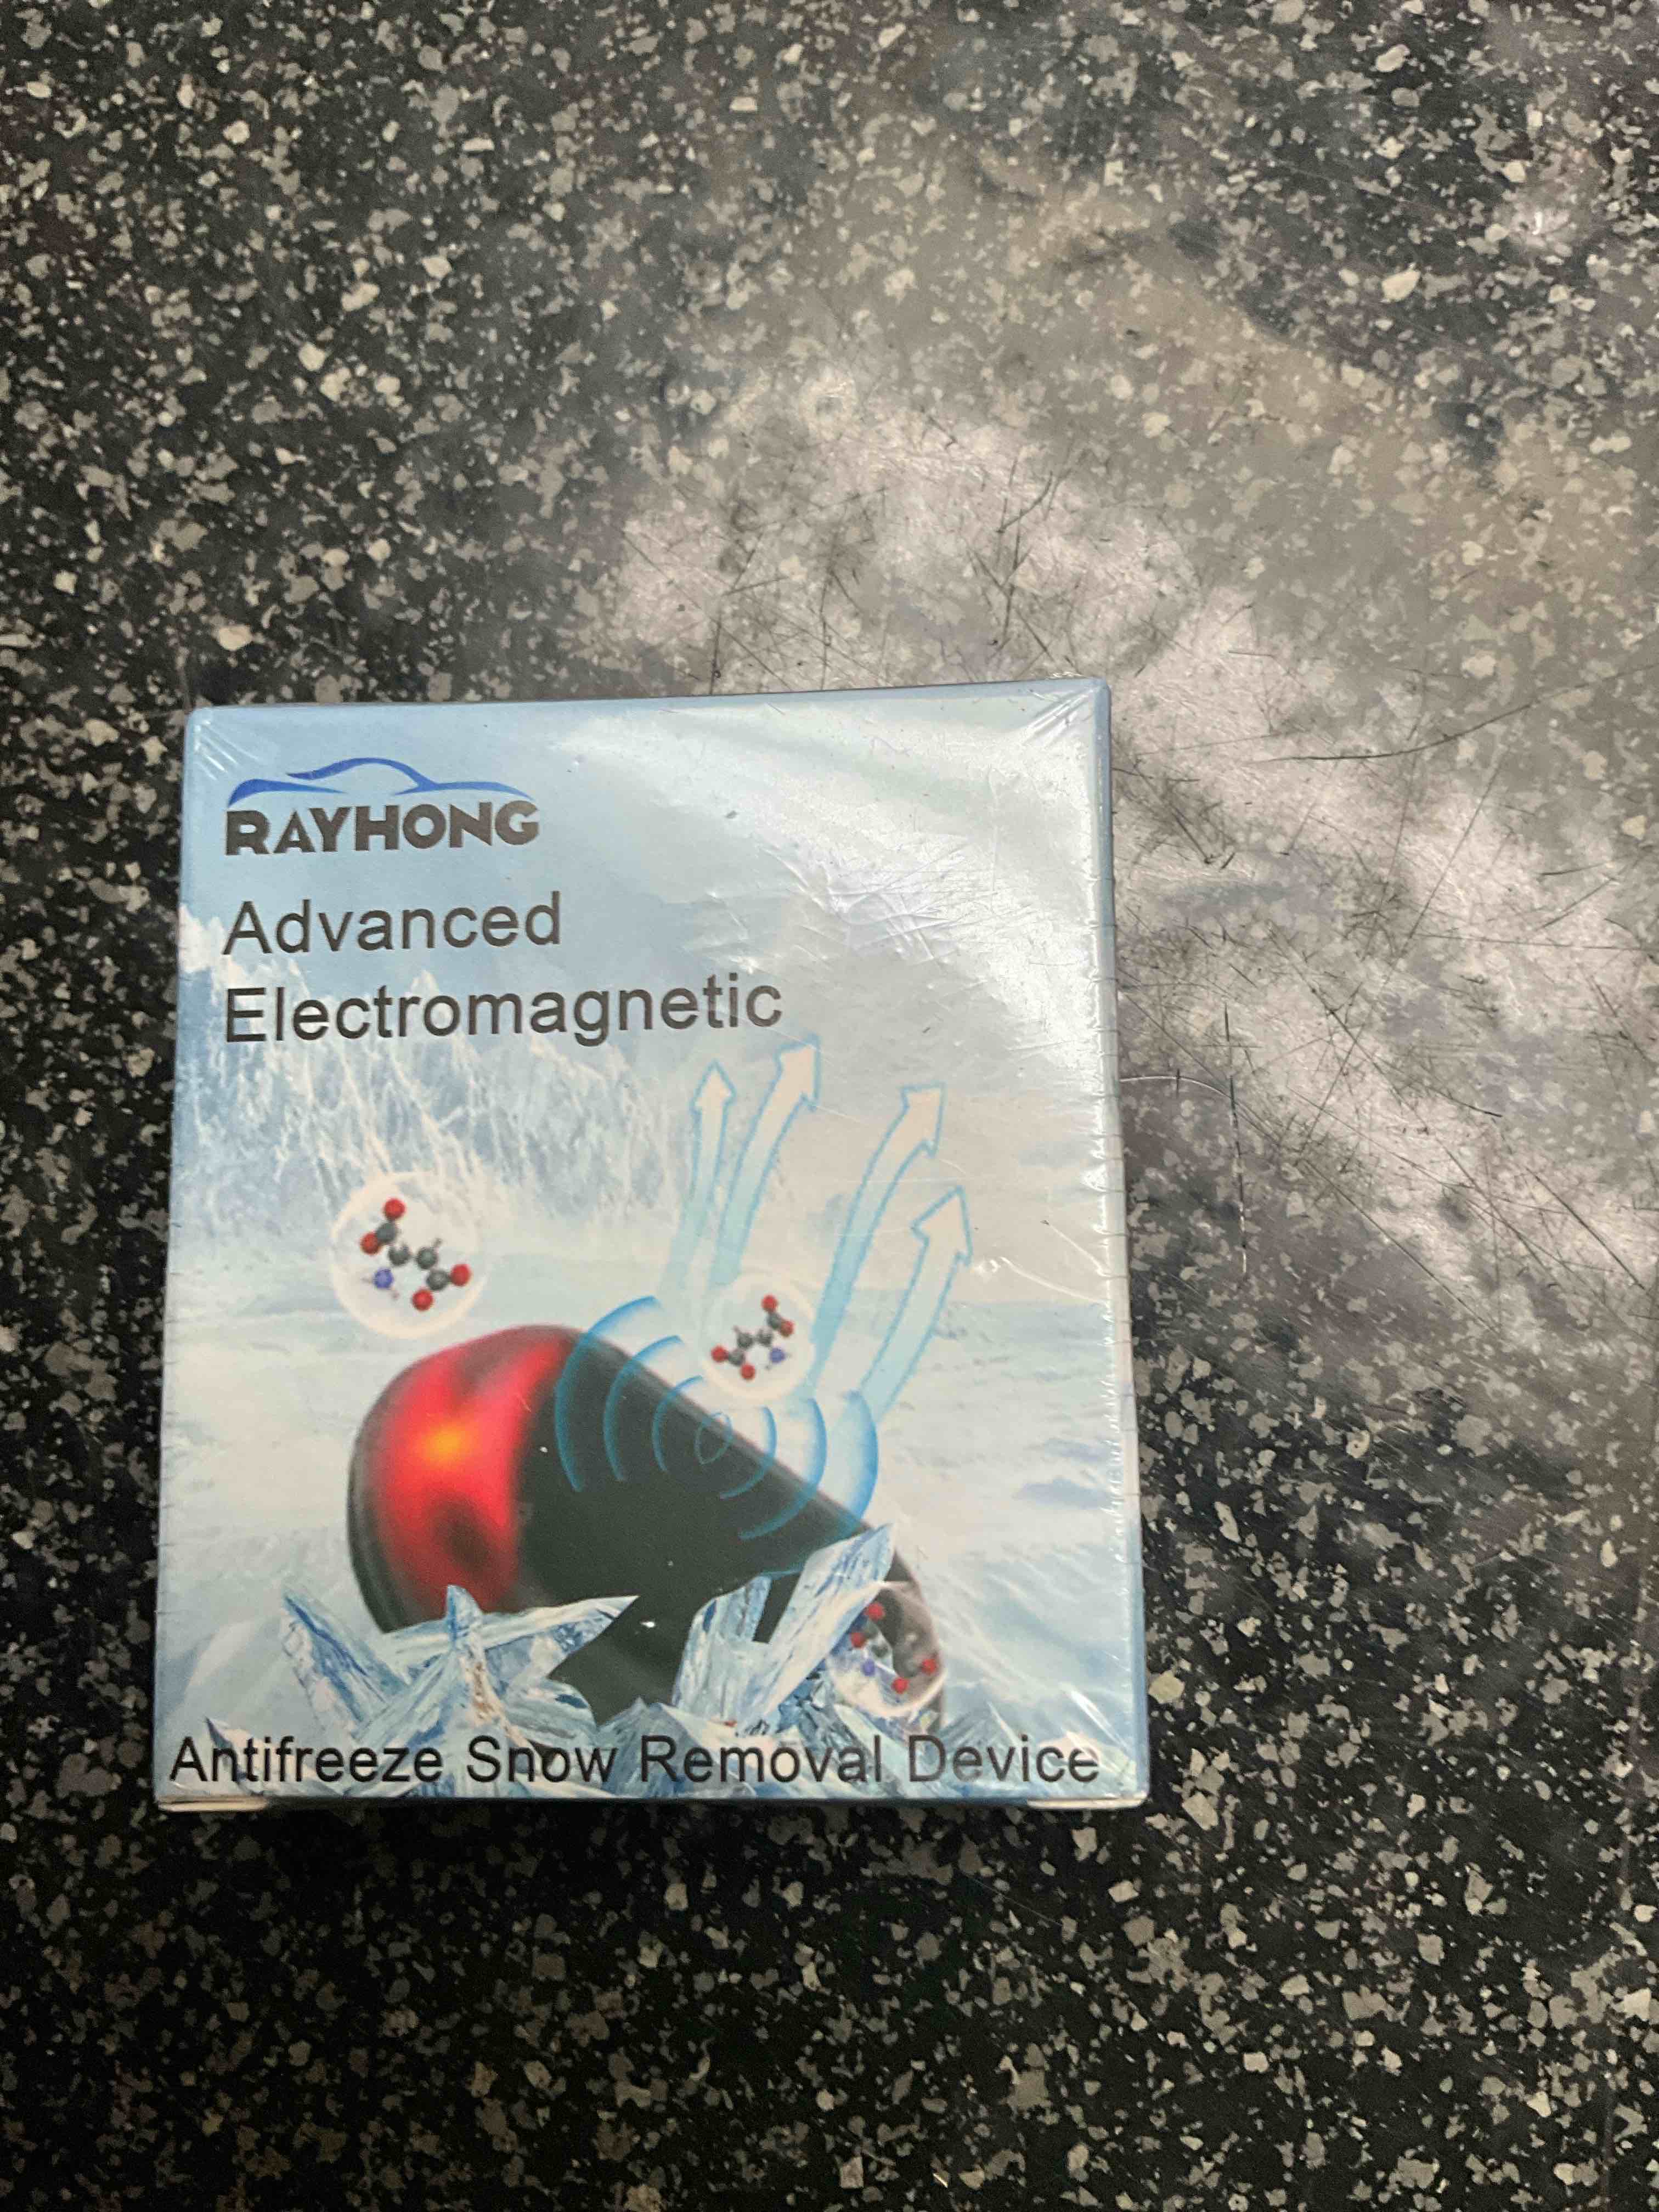 RAYHONG
Advanced
Electromagnetic
Antifreeze Snow Removal Device